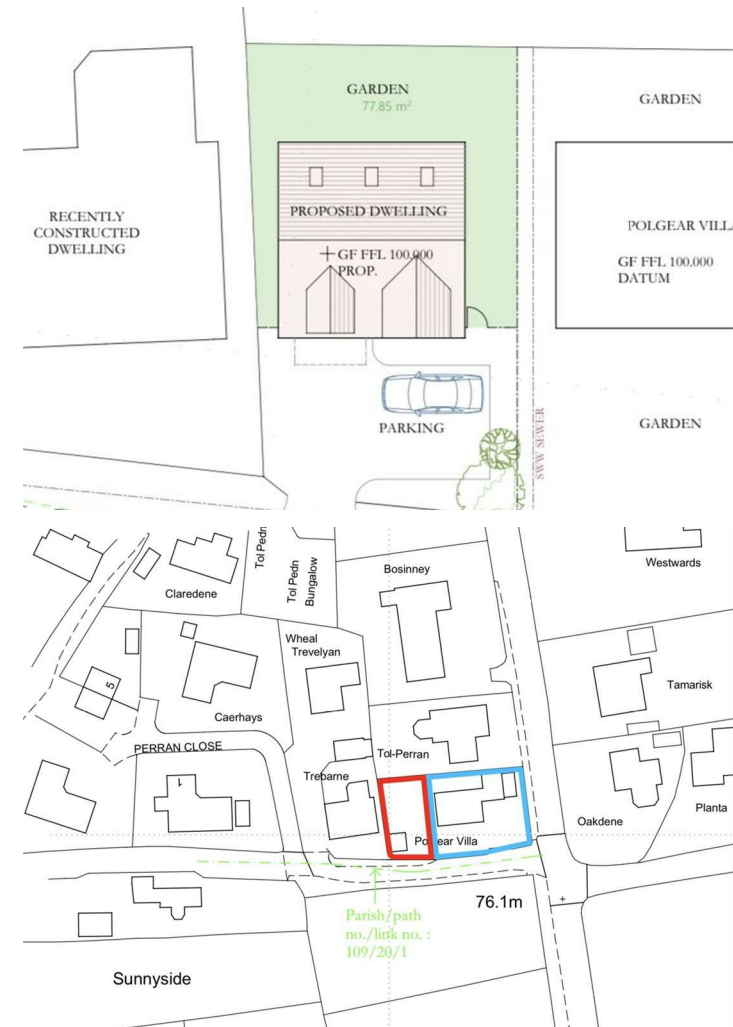 GARDEN
77.85 m²
GARDEN
RECENTLY
CONSTRUCTED
DWELLING
PROPOSED DWELLING
GF FFL 100.000
PROP.
POLGEAR VILLA
GF FFL 100.000
DATUM
PARKING
SWW SEWER
GARDEN
Tol Pedn
Tol Pedn
Bungalow
Claredene
Bosinney
Westwards
Wheal
Trevelyan
5
Caerhays
Tamarisk
PERRAN CLOSE
Tol-Perran
1
Trebarne
Oakdene
Planta
Polgear Villa
76.1m
Parish/path
no./link no. :
109/20/1
Sunnyside